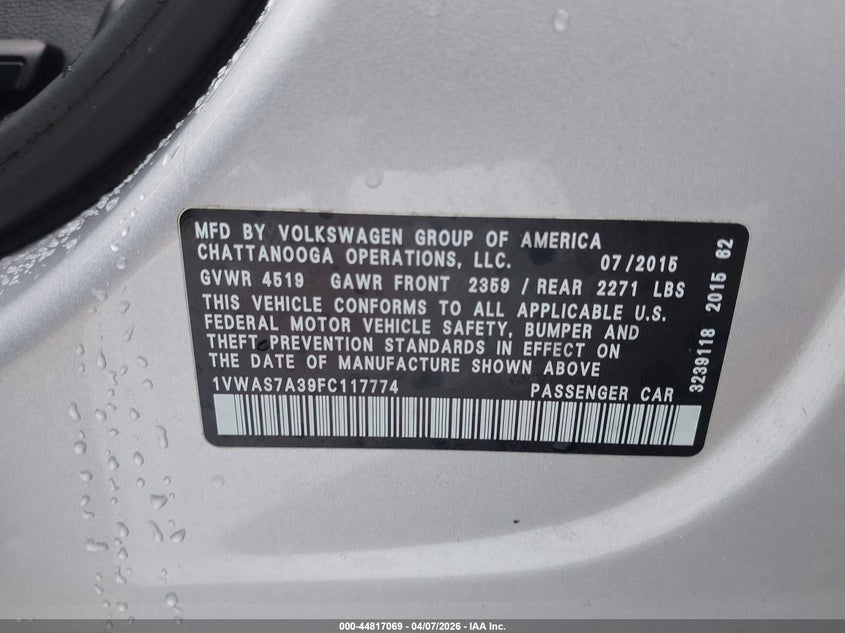 MFD BY VOLKSWAGEN GROUP OF AMERICA
CHATTANOOGA OPERATIONS, LLC. 07/2015
GVWR 4519 GAWR FRONT 2359 / REAR 2271 LBS
THIS VEHICLE CONFORMS TO ALL APPLICABLE U.S.
FEDERAL MOTOR VEHICLE SAFETY, BUMPER AND
THEFT PREVENTION STANDARDS IN EFFECT ON
THE DATE OF MANUFACTURE SHOWN ABOVE
1VWAS7A39FC117774 PASSENGER CAR
3239118 2015 62
000-44817069 | 04/07/2026 - IAA Inc.